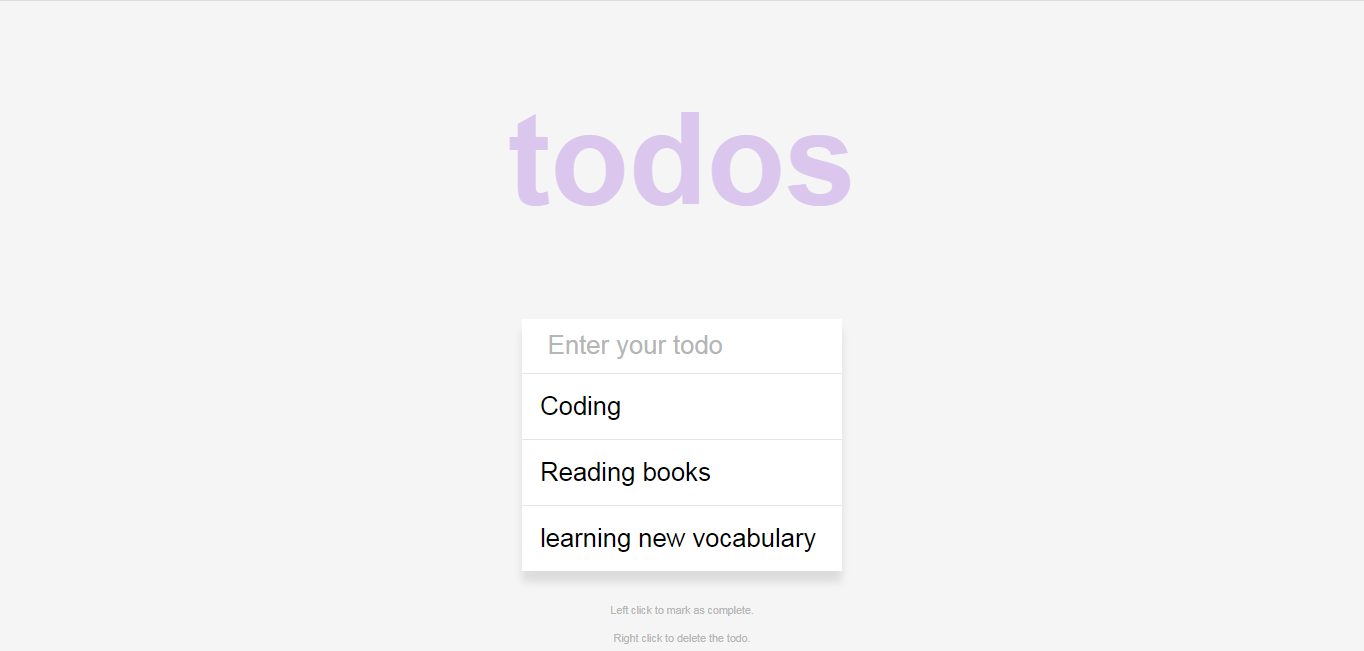 todos
Enter your todo
Coding
Reading books
learning new vocabulary
Left click to mark as complete.
Right click to delete the todo.